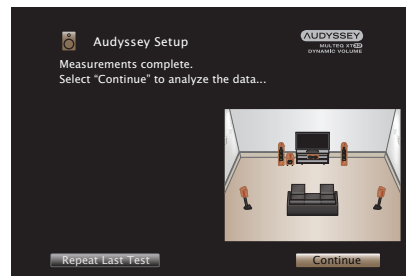 Audyssey Setup
AUDYSSEY
MULTEQ XT32
DYNAMIC VOLUME
Measurements complete.
Select “Continue” to analyze the data...
Repeat Last Test
Continue